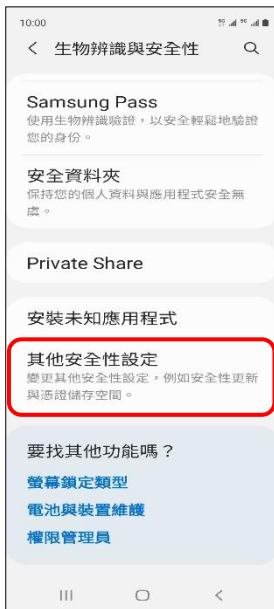 10:00
生物辨識與安全性
Samsung Pass
使用生物辨識驗證，以安全輕鬆地驗證
您的身份。
安全資料夾
保持您的個人資料與應用程式安全無
虞。
Private Share
安裝未知應用程式
其他安全性設定
變更其他安全性設定，例如安全性更新
與憑證儲存空間。
要找其他功能嗎？
螢幕鎖定類型
電池與裝置維護
權限管理員